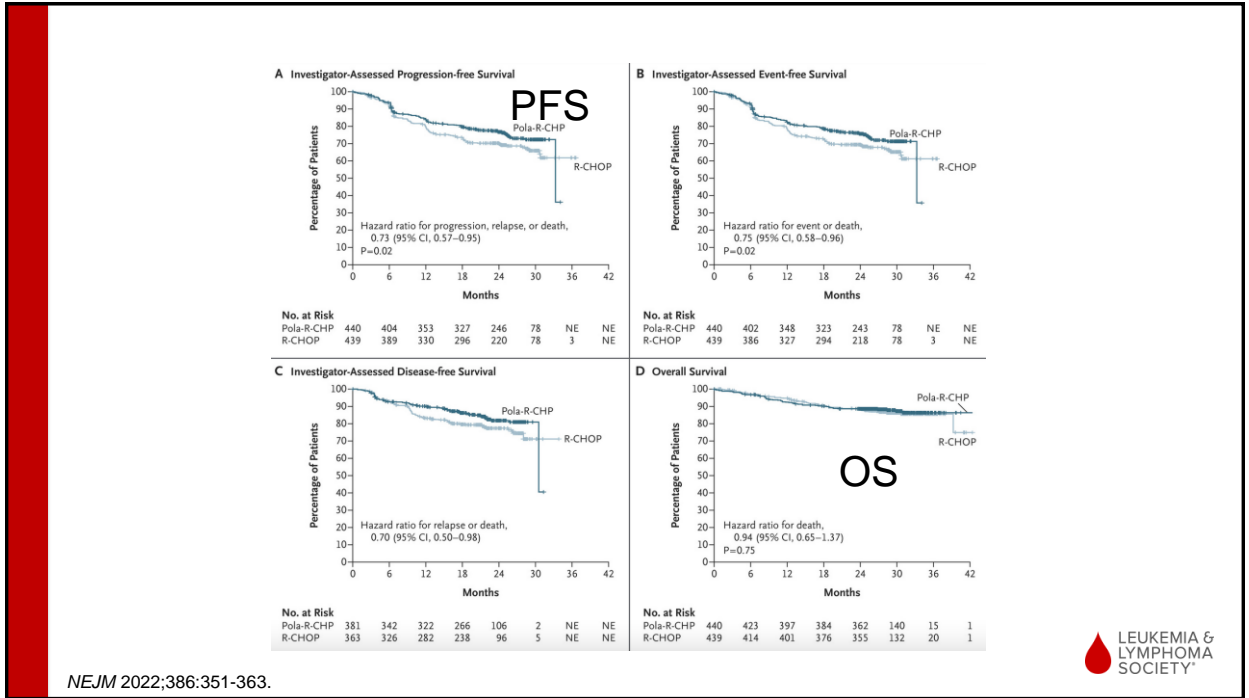 A Investigator-Assessed Progression-free Survival
PFS
Percentage of Patients
100
90
80
70
60
50
40
30
20
10
0
Pola-R-CHP
R-CHOP
Hazard ratio for progression, relapse, or death,
0.73 (95% CI, 0.57–0.95)
P=0.02
0 6 12 18 24 30 36 42
Months
No. at Risk
Pola-R-CHP 440 404 353 327 246 78 NE NE
R-CHOP 439 389 330 296 220 78 3 NE
B Investigator-Assessed Event-free Survival
Percentage of Patients
100
90
80
70
60
50
40
30
20
10
0
Pola-R-CHP
R-CHOP
Hazard ratio for event or death,
0.75 (95% CI, 0.58–0.96)
P=0.02
0 6 12 18 24 30 36 42
Months
No. at Risk
Pola-R-CHP 440 402 348 323 243 78 NE NE
R-CHOP 439 386 327 294 218 78 3 NE
C Investigator-Assessed Disease-free Survival
Percentage of Patients
100
90
80
70
60
50
40
30
20
10
0
Pola-R-CHP
R-CHOP
Hazard ratio for relapse or death,
0.70 (95% CI, 0.50–0.98)
0 6 12 18 24 30 36 42
Months
No. at Risk
Pola-R-CHP 381 342 322 266 106 2 NE NE
R-CHOP 363 326 282 238 96 5 NE NE
D Overall Survival
Percentage of Patients
100
90
80
70
60
50
40
30
20
10
0
Pola-R-CHP
R-CHOP
OS
Hazard ratio for death,
0.94 (95% CI, 0.65–1.37)
P=0.75
0 6 12 18 24 30 36 42
Months
No. at Risk
Pola-R-CHP 440 423 397 384 362 140 15 1
R-CHOP 439 414 401 376 355 132 20 1
NEJM 2022;386:351-363.
LEUKEMIA &
LYMPHOMA
SOCIETY®